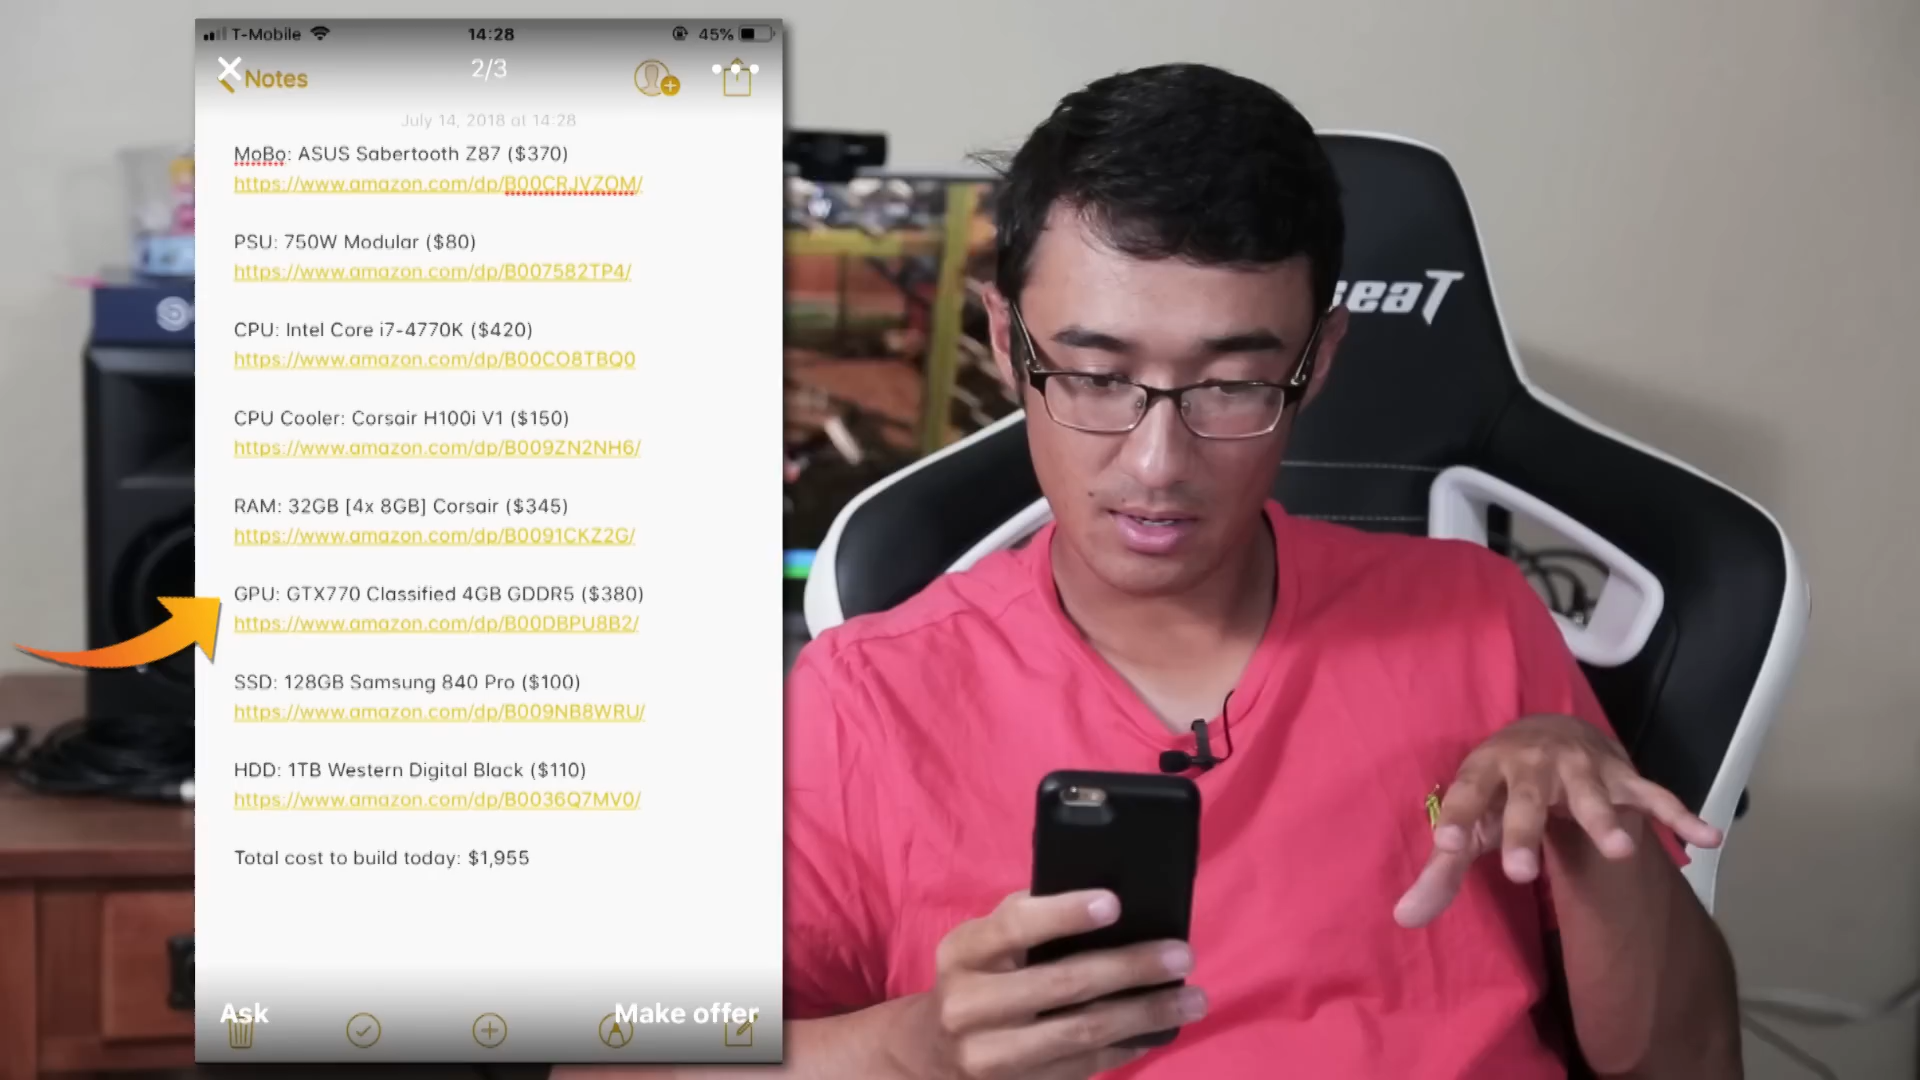 T-Mobile 14:28 45%
Notes 2/3
July 14, 2018 at 14:28
MoBo: ASUS Sabertooth Z87 ($370)
https://www.amazon.com/dp/B00CRJVZOM/
PSU: 750W Modular ($80)
https://www.amazon.com/dp/B007582TP4/
CPU: Intel Core i7-4770K ($420)
https://www.amazon.com/dp/B00CO8TBQ0
CPU Cooler: Corsair H100i V1 ($150)
https://www.amazon.com/dp/B009ZN2NH6/
RAM: 32GB [4x 8GB] Corsair ($345)
https://www.amazon.com/dp/B0091CKZ2G/
GPU: GTX770 Classified 4GB GDDR5 ($380)
https://www.amazon.com/dp/B00DBPU8B2/
SSD: 128GB Samsung 840 Pro ($100)
https://www.amazon.com/dp/B009NB8WRU/
HDD: 1TB Western Digital Black ($110)
https://www.amazon.com/dp/B0036Q7MV0/
Total cost to build today: $1,955
Ask Make offer
seaT